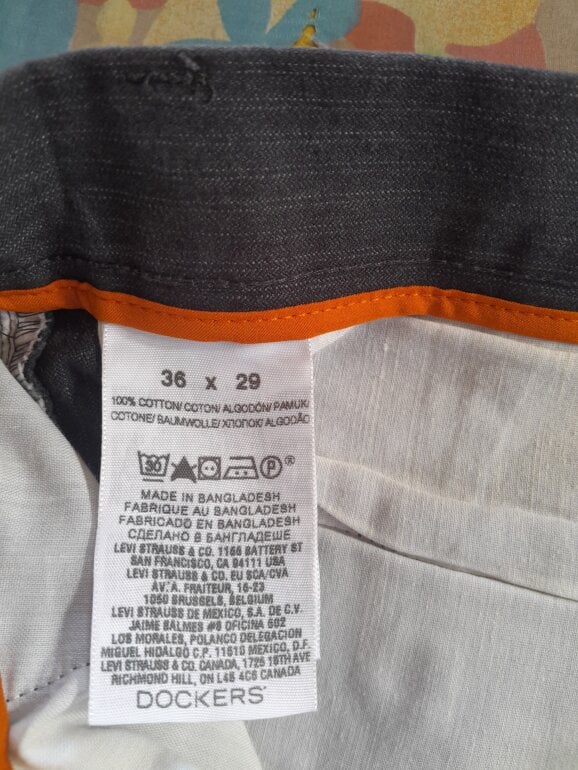 36 x 29
100% COTTON/ COTON/ ALGODÓN/ PAMUK/
COTONE/ BAUMWOLLE/ ХЛОПОК/ ALGODÃO
30 P ®
MADE IN BANGLADESH
FABRIQUE AU BANGLADESH
FABRICADO EN BANGLADESH
СДЕЛАНО В БАНГЛАДЕШЕ
LEVI STRAUSS & CO. 1155 BATTERY ST
SAN FRANCISCO, CA 94111 USA
LEVI STRAUSS & CO. EU SCA/CVA
AV. A. FRAITEUR, 15-23
1050 BRUSSELS, BELGIUM
LEVI STRAUSS DE MEXICO, S.A. DE C.V.
JAIME BALMES #8 OFICINA 602
LOS MORALES, POLANCO DELEGACION
MIGUEL HIDALGO C.P. 11510 MEXICO, D.F.
LEVI STRAUSS & CO. CANADA, 1725 16TH AVE
RICHMOND HILL, ON L4B 4C6 CANADA
DOCKERS®